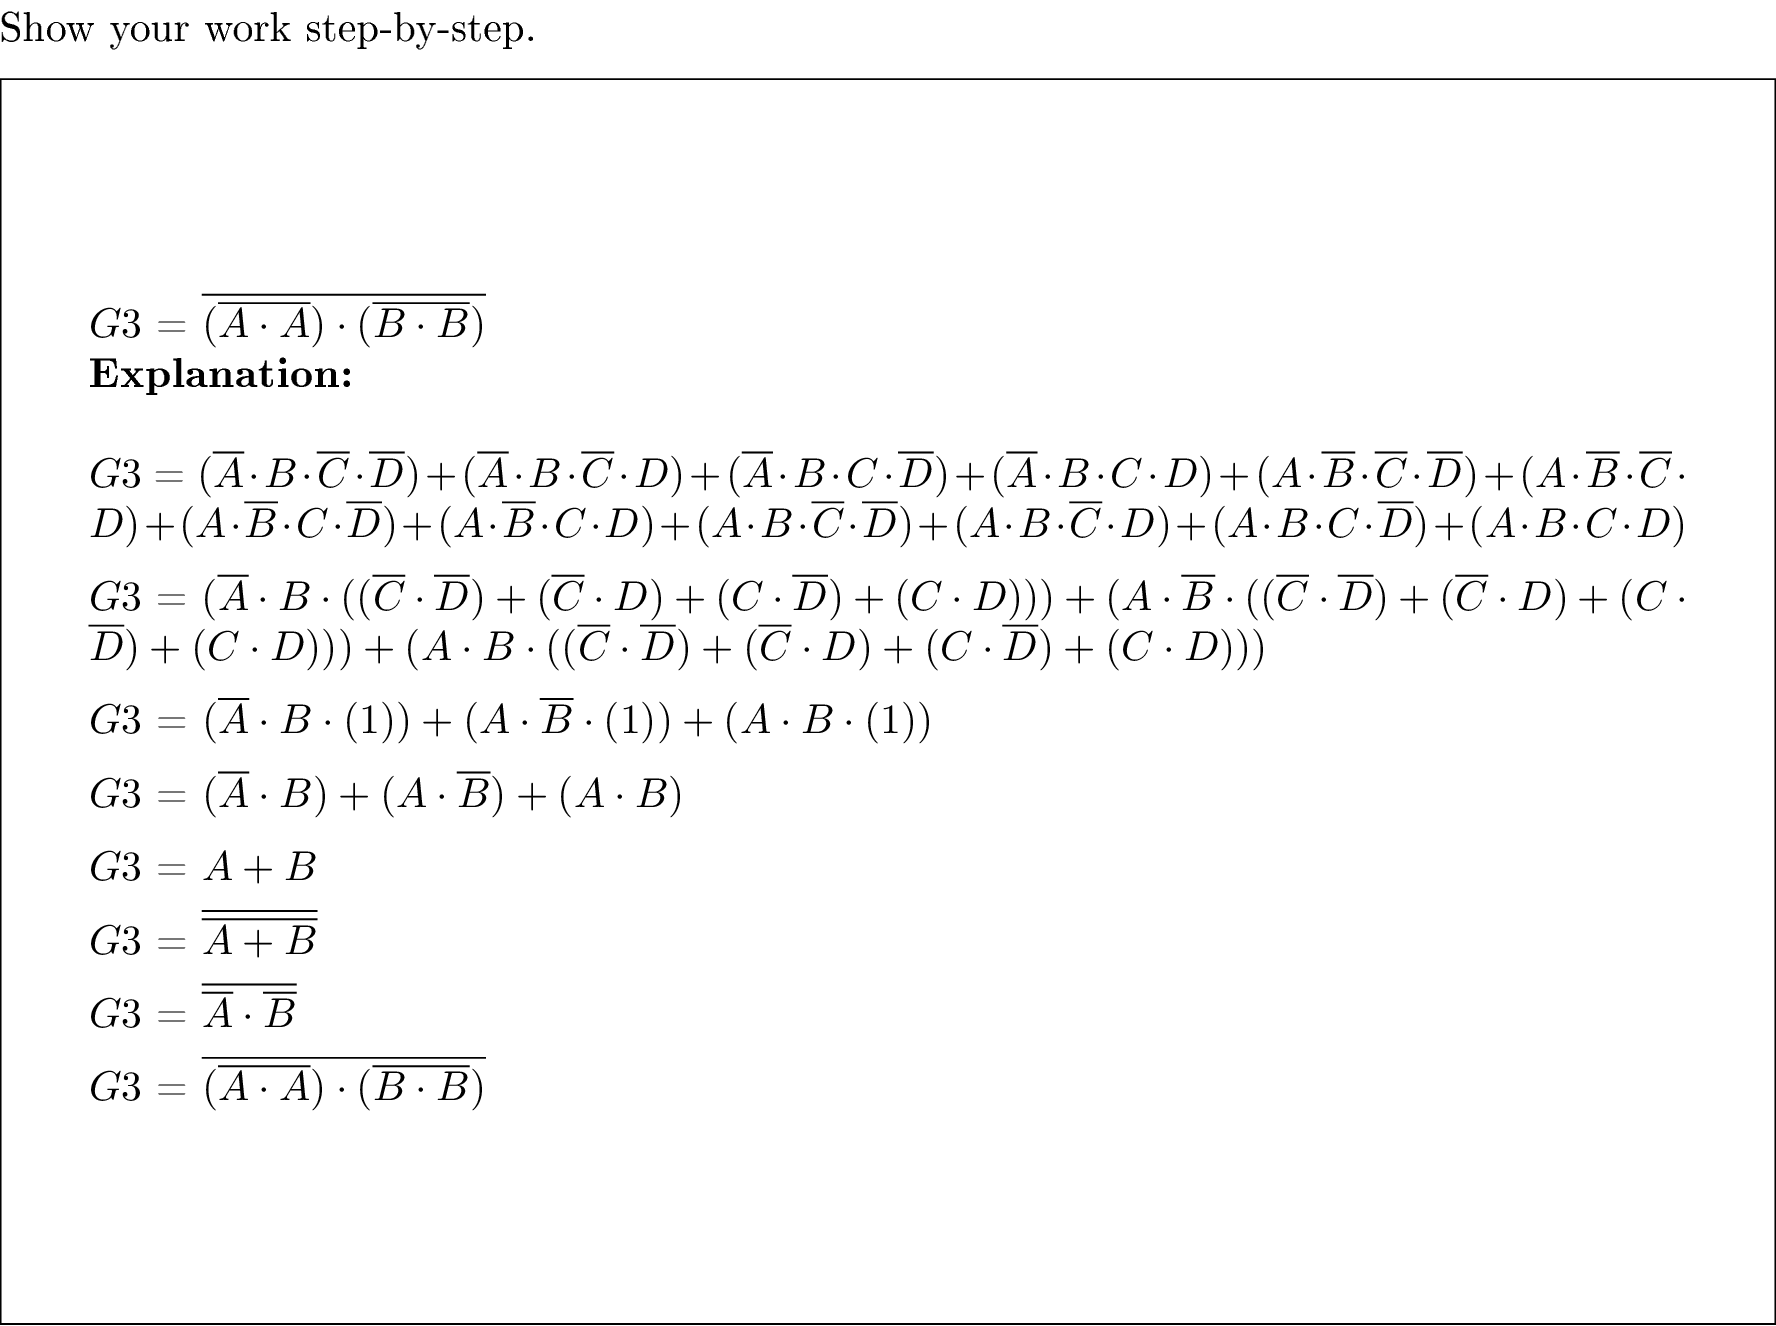 Show your work step-by-step.
$G3 = \overline{(\overline{A \cdot A}) \cdot (\overline{B \cdot B})}$
Explanation:
$G3 = (\overline{A} \cdot B \cdot \overline{C} \cdot \overline{D}) + (\overline{A} \cdot B \cdot \overline{C} \cdot D) + (\overline{A} \cdot B \cdot C \cdot \overline{D}) + (\overline{A} \cdot B \cdot C \cdot D) + (A \cdot \overline{B} \cdot \overline{C} \cdot \overline{D}) + (A \cdot \overline{B} \cdot \overline{C} \cdot$
$D) + (A \cdot \overline{B} \cdot C \cdot \overline{D}) + (A \cdot \overline{B} \cdot C \cdot D) + (A \cdot B \cdot \overline{C} \cdot \overline{D}) + (A \cdot B \cdot \overline{C} \cdot D) + (A \cdot B \cdot C \cdot \overline{D}) + (A \cdot B \cdot C \cdot D)$
$G3 = (\overline{A} \cdot B \cdot ((\overline{C} \cdot \overline{D}) + (\overline{C} \cdot D) + (C \cdot \overline{D}) + (C \cdot D))) + (A \cdot \overline{B} \cdot ((\overline{C} \cdot \overline{D}) + (\overline{C} \cdot D) + (C \cdot$
$\overline{D}) + (C \cdot D))) + (A \cdot B \cdot ((\overline{C} \cdot \overline{D}) + (\overline{C} \cdot D) + (C \cdot \overline{D}) + (C \cdot D)))$
$G3 = (\overline{A} \cdot B \cdot (1)) + (A \cdot \overline{B} \cdot (1)) + (A \cdot B \cdot (1))$
$G3 = (\overline{A} \cdot B) + (A \cdot \overline{B}) + (A \cdot B)$
$G3 = A + B$
$G3 = \overline{\overline{A + B}}$
$G3 = \overline{\overline{A} \cdot \overline{B}}$
$G3 = \overline{(\overline{A \cdot A}) \cdot (\overline{B \cdot B})}$